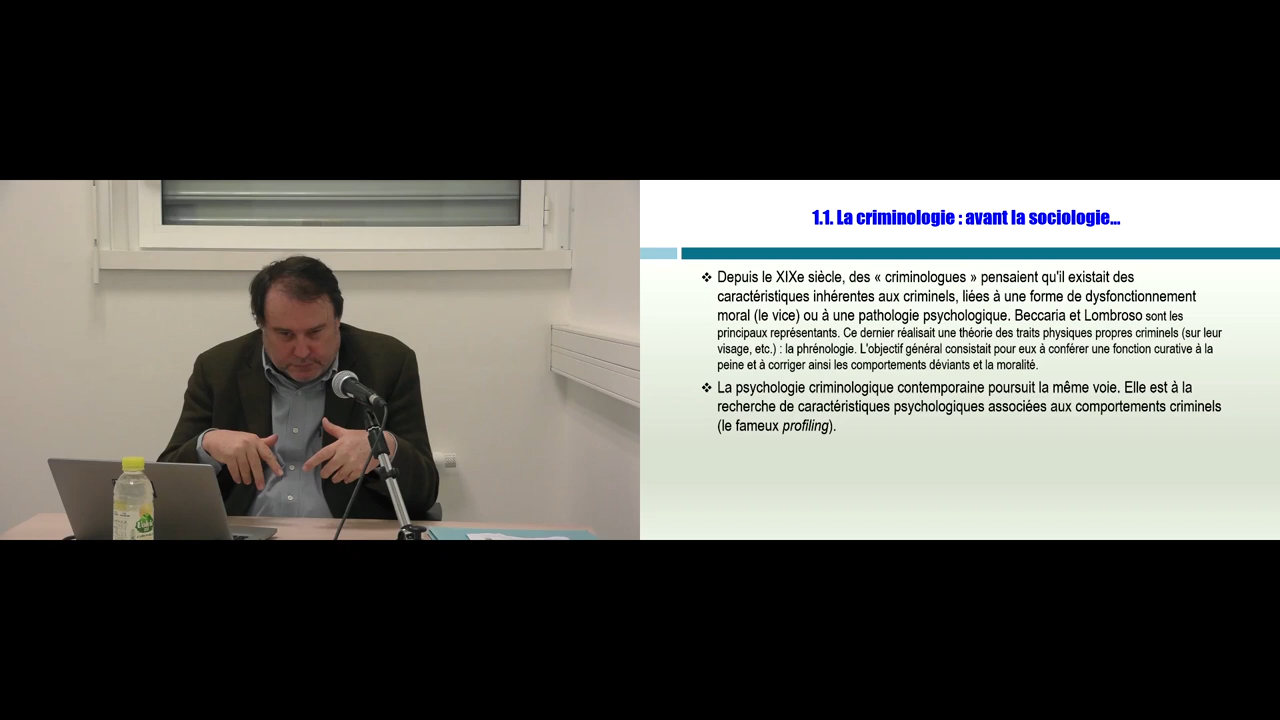 1.1. La criminologie : avant la sociologie...
❖ Depuis le XIXe siècle, des « criminologues » pensaient qu'il existait des
caractéristiques inhérentes aux criminels, liées à une forme de dysfonctionnement
moral (le vice) ou à une pathologie psychologique. Beccaria et Lombroso sont les
principaux représentants. Ce dernier réalisait une théorie des traits physiques propres criminels (sur leur
visage, etc.) : la phrénologie. L'objectif général consistait pour eux à conférer une fonction curative à la
peine et à corriger ainsi les comportements déviants et la moralité.
❖ La psychologie criminologique contemporaine poursuit la même voie. Elle est à la
recherche de caractéristiques psychologiques associées aux comportements criminels
(le fameux profiling).